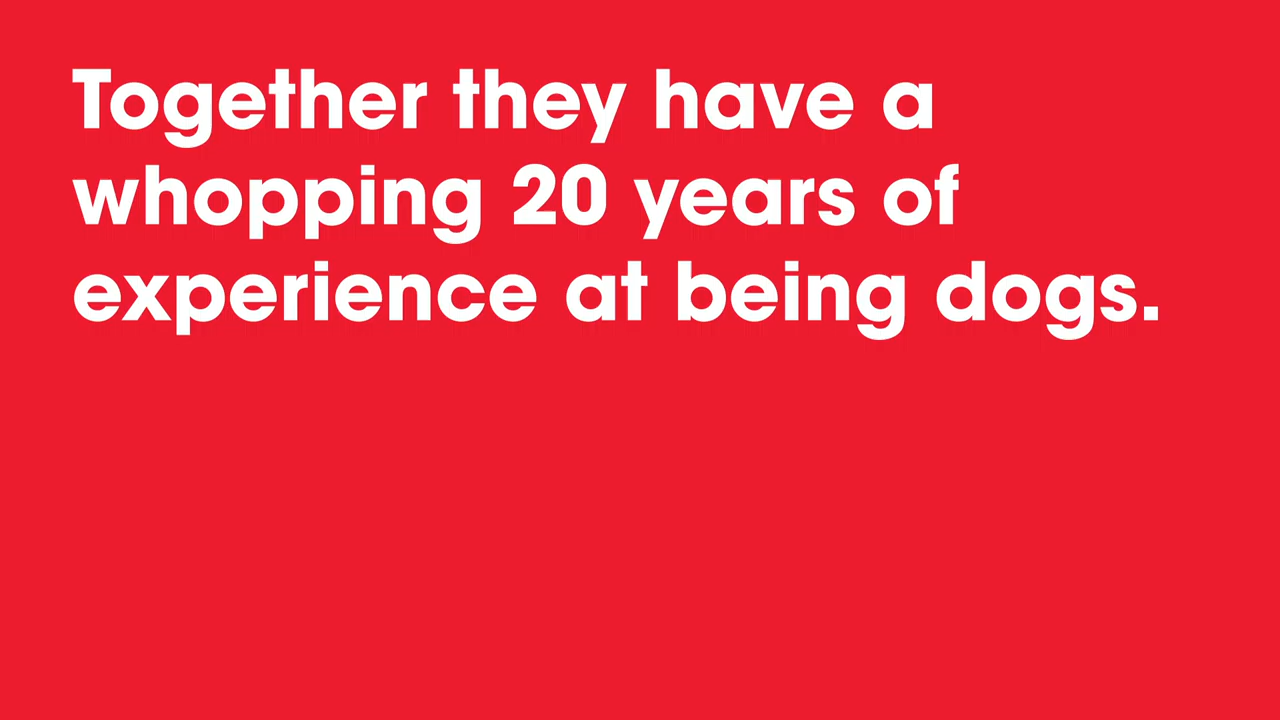 Together they have a
whopping 20 years of
experience at being dogs.